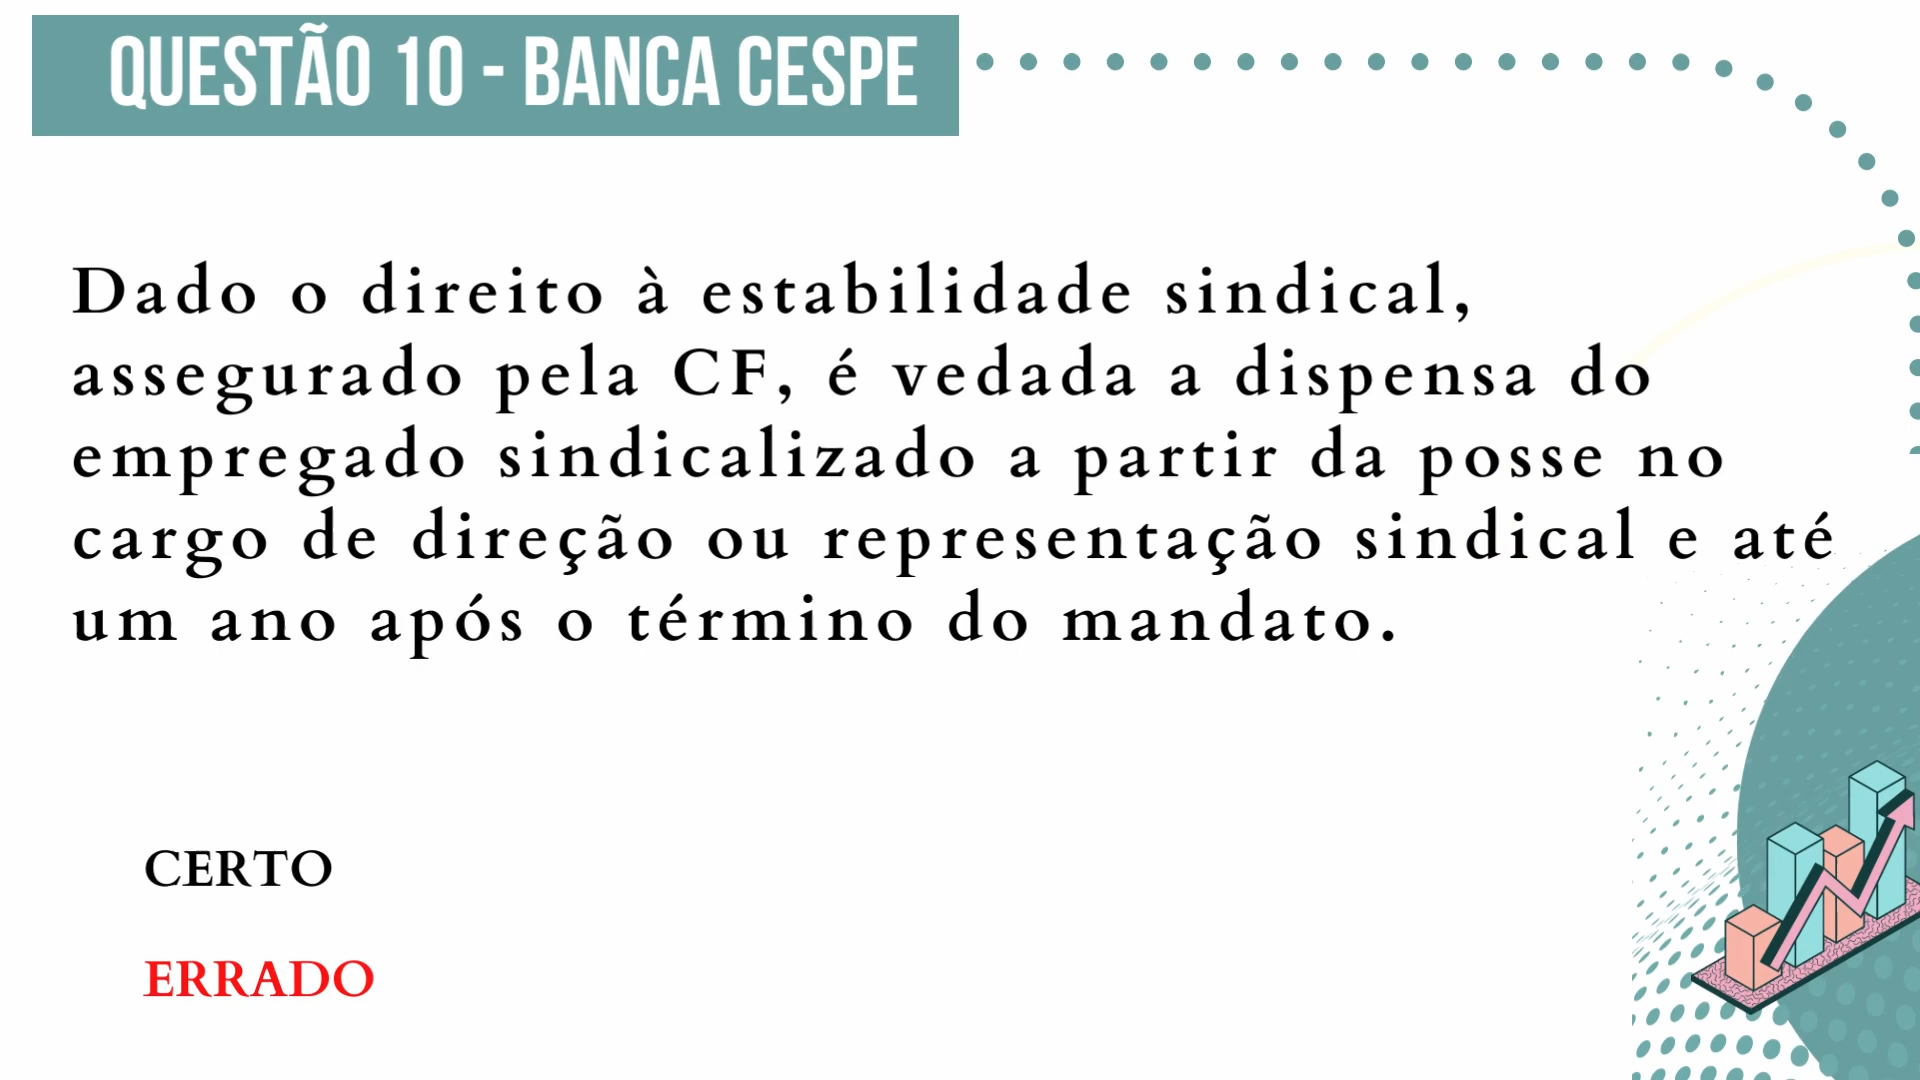 QUESTÃO 10 - BANCA CESPE
Dado o direito à estabilidade sindical,
assegurado pela CF, é vedada a dispensa do
empregado sindicalizado a partir da posse no
cargo de direção ou representação sindical e até
um ano após o término do mandato.
CERTO
ERRADO